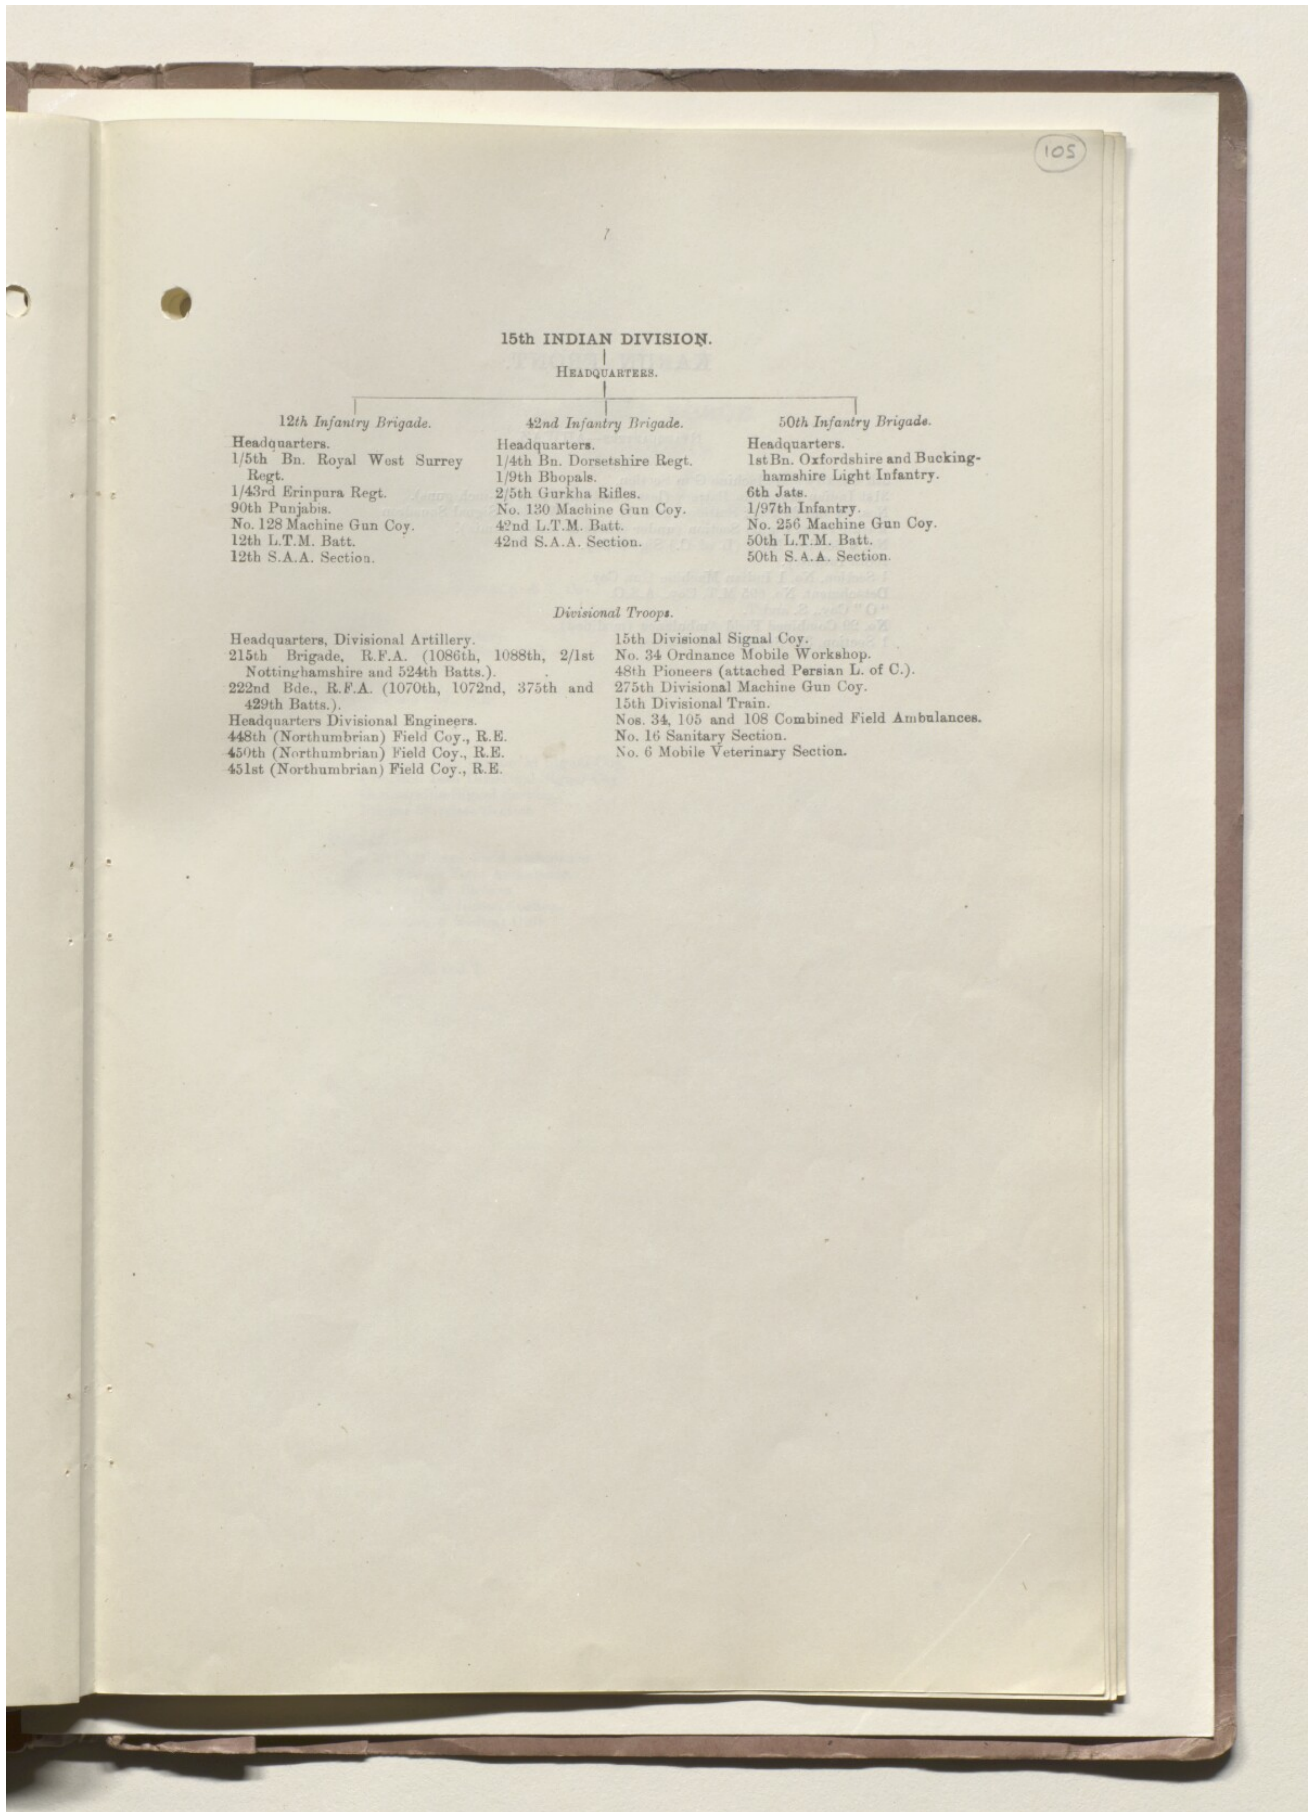 105
15th INDIAN DIVISION.
HEADQUARTERS.
12th Infantry Brigade.
Headquarters.
1/5th Bn. Royal West Surrey
Regt.
1/43rd Erinpura Regt.
90th Punjabis.
No. 128 Machine Gun Coy.
12th L.T.M. Batt.
12th S.A.A. Section.
42nd Infantry Brigade.
Headquarters.
1/4th Bn. Dorsetshire Regt.
1/9th Bhopals.
2/5th Gurkha Rifles.
No. 130 Machine Gun Coy.
42nd L.T.M. Batt.
42nd S.A.A. Section.
50th Infantry Brigade.
Headquarters.
1st Bn. Oxfordshire and Bucking-
hamshire Light Infantry.
6th Jats.
1/97th Infantry.
No. 256 Machine Gun Coy.
50th L.T.M. Batt.
50th S.A.A. Section.
Divisional Troops.
Headquarters, Divisional Artillery.
215th Brigade, R.F.A. (1086th, 1088th, 2/1st
Nottinghamshire and 524th Batts.).
222nd Bde., R.F.A. (1070th, 1072nd, 375th and
429th Batts.).
Headquarters Divisional Engineers.
448th (Northumbrian) Field Coy., R.E.
450th (Northumbrian) Field Coy., R.E.
451st (Northumbrian) Field Coy., R.E.
15th Divisional Signal Coy.
No. 34 Ordnance Mobile Workshop.
48th Pioneers (attached Persian L. of C.).
275th Divisional Machine Gun Coy.
15th Divisional Train.
Nos. 34, 105 and 108 Combined Field Ambulances.
No. 16 Sanitary Section.
No. 6 Mobile Veterinary Section.